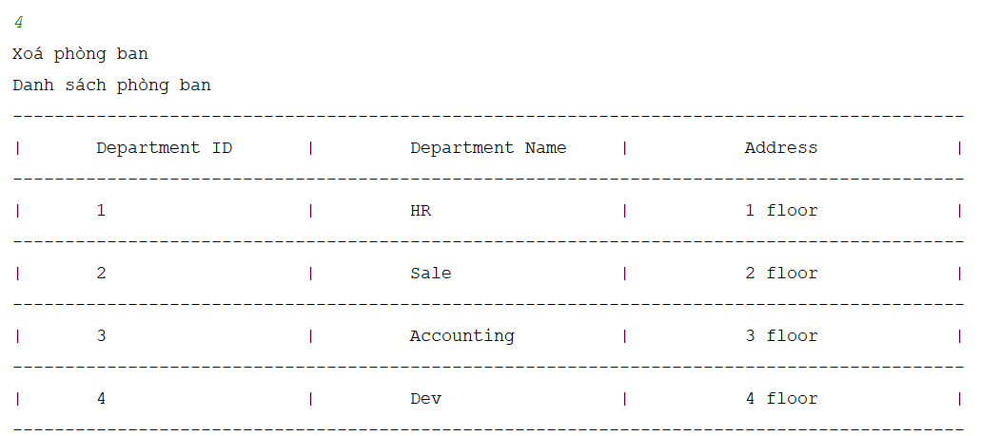 4
Xoá phòng ban
Danh sách phòng ban
-------------------------------------------------------------------------------------------
| Department ID | Department Name | Address |
-------------------------------------------------------------------------------------------
| 1 | HR | 1 floor |
-------------------------------------------------------------------------------------------
| 2 | Sale | 2 floor |
-------------------------------------------------------------------------------------------
| 3 | Accounting | 3 floor |
-------------------------------------------------------------------------------------------
| 4 | Dev | 4 floor |
-------------------------------------------------------------------------------------------